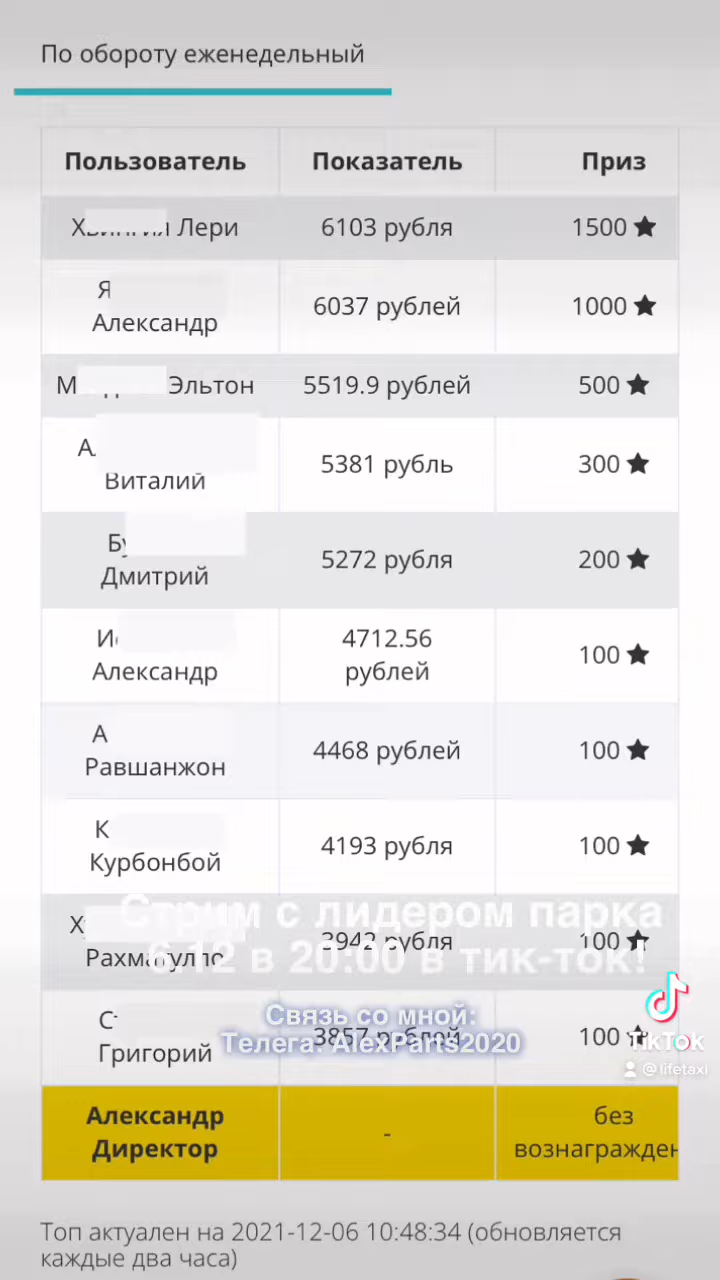 По обороту еженедельный
Пользователь Показатель Приз
Лери 6103 рубля 1500 ★
Я
Александр 6037 рублей 1000 ★
М Эльтон 5519.9 рублей 500 ★
А
Виталий 5381 рубль 300 ★
Бу
Дмитрий 5272 рубля 200 ★
И
Александр 4712.56
рублей 100 ★
А
Равшанжон 4468 рублей 100 ★
К
Курбонбой 4193 рубля 100 ★
Х
Рахматулло 3942 рубля 100 ★
С
Григорий 3857 рублей 100 ★
Стрим с лидером парка
6.12 в 20:00 в тик-ток!
Связь со мной:
Телега: AlexParts2020
TikTok
@lifetaxi
Александр
Директор - без
вознагражден
Топ актуален на 2021-12-06 10:48:34 (обновляется
каждые два часа)